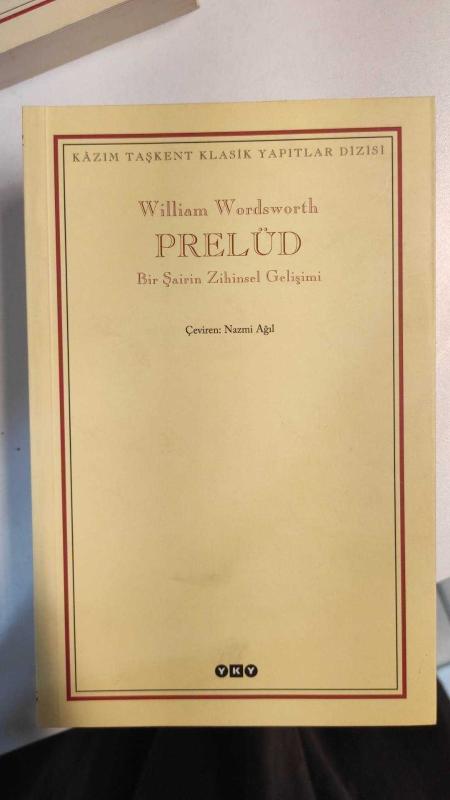 KÂZIM TAŞKENT KLASİK YAPITLAR DİZİSİ
William Wordsworth
PRELÜD
Bir Şairin Zihinsel Gelişimi
Çeviren: Nazmi Ağıl
YKY